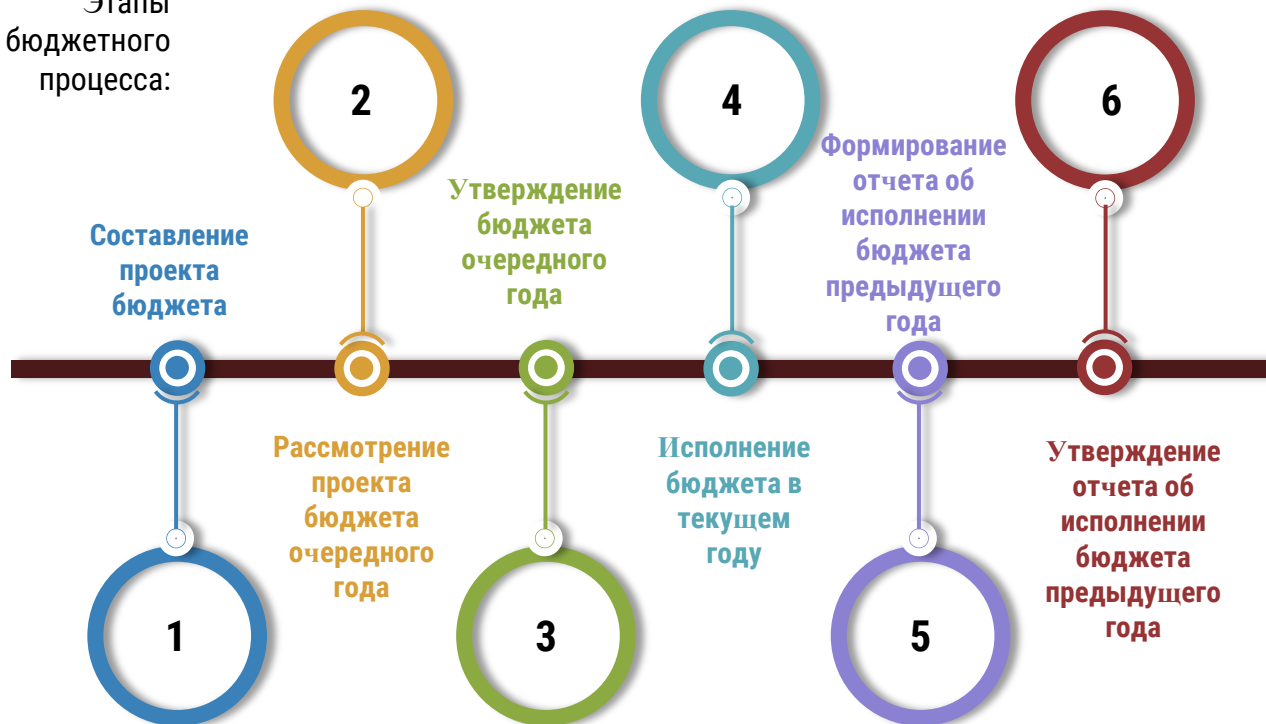 Этапы
бюджетного
процесса:
1
Составление
проекта
бюджета
2
Рассмотрение
проекта
бюджета
очередного
года
3
Утверждение
бюджета
очередного
года
4
Исполнение
бюджета в
текущем
году
5
Формирование
отчета об
исполнении
бюджета
предыдущего
года
6
Утверждение
отчета об
исполнении
бюджета
предыдущего
года